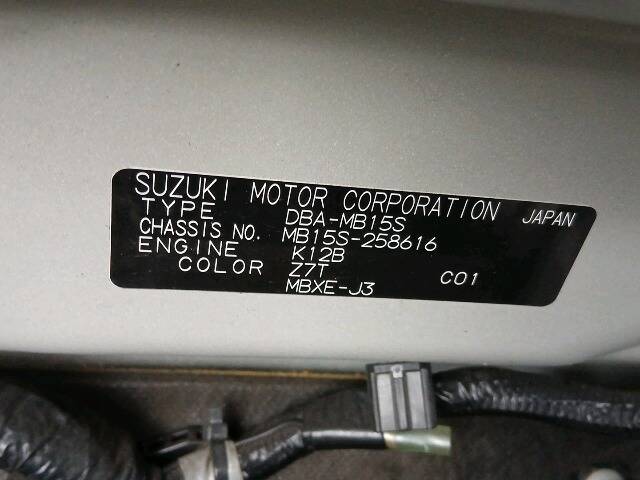 SUZUKI MOTOR CORPORATION JAPAN
TYPE DBA-MB15S
CHASSIS NO. MB15S-258616
ENGINE K12B
COLOR Z7T C01
MBXE-J3